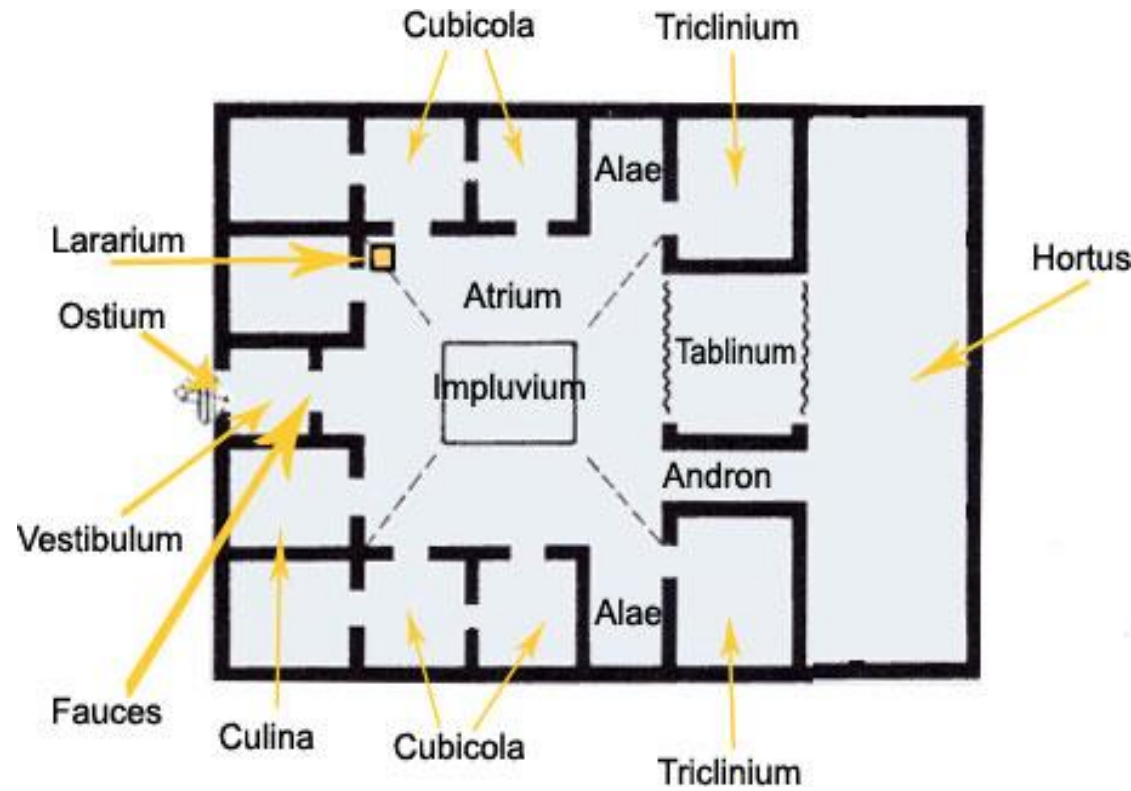 Cubicola
Triclinium
Alae
Lararium
Hortus
Atrium
Ostium
Tablinum
Impluvium
Andron
Vestibulum
Alae
Fauces
Culina
Cubicola
Triclinium